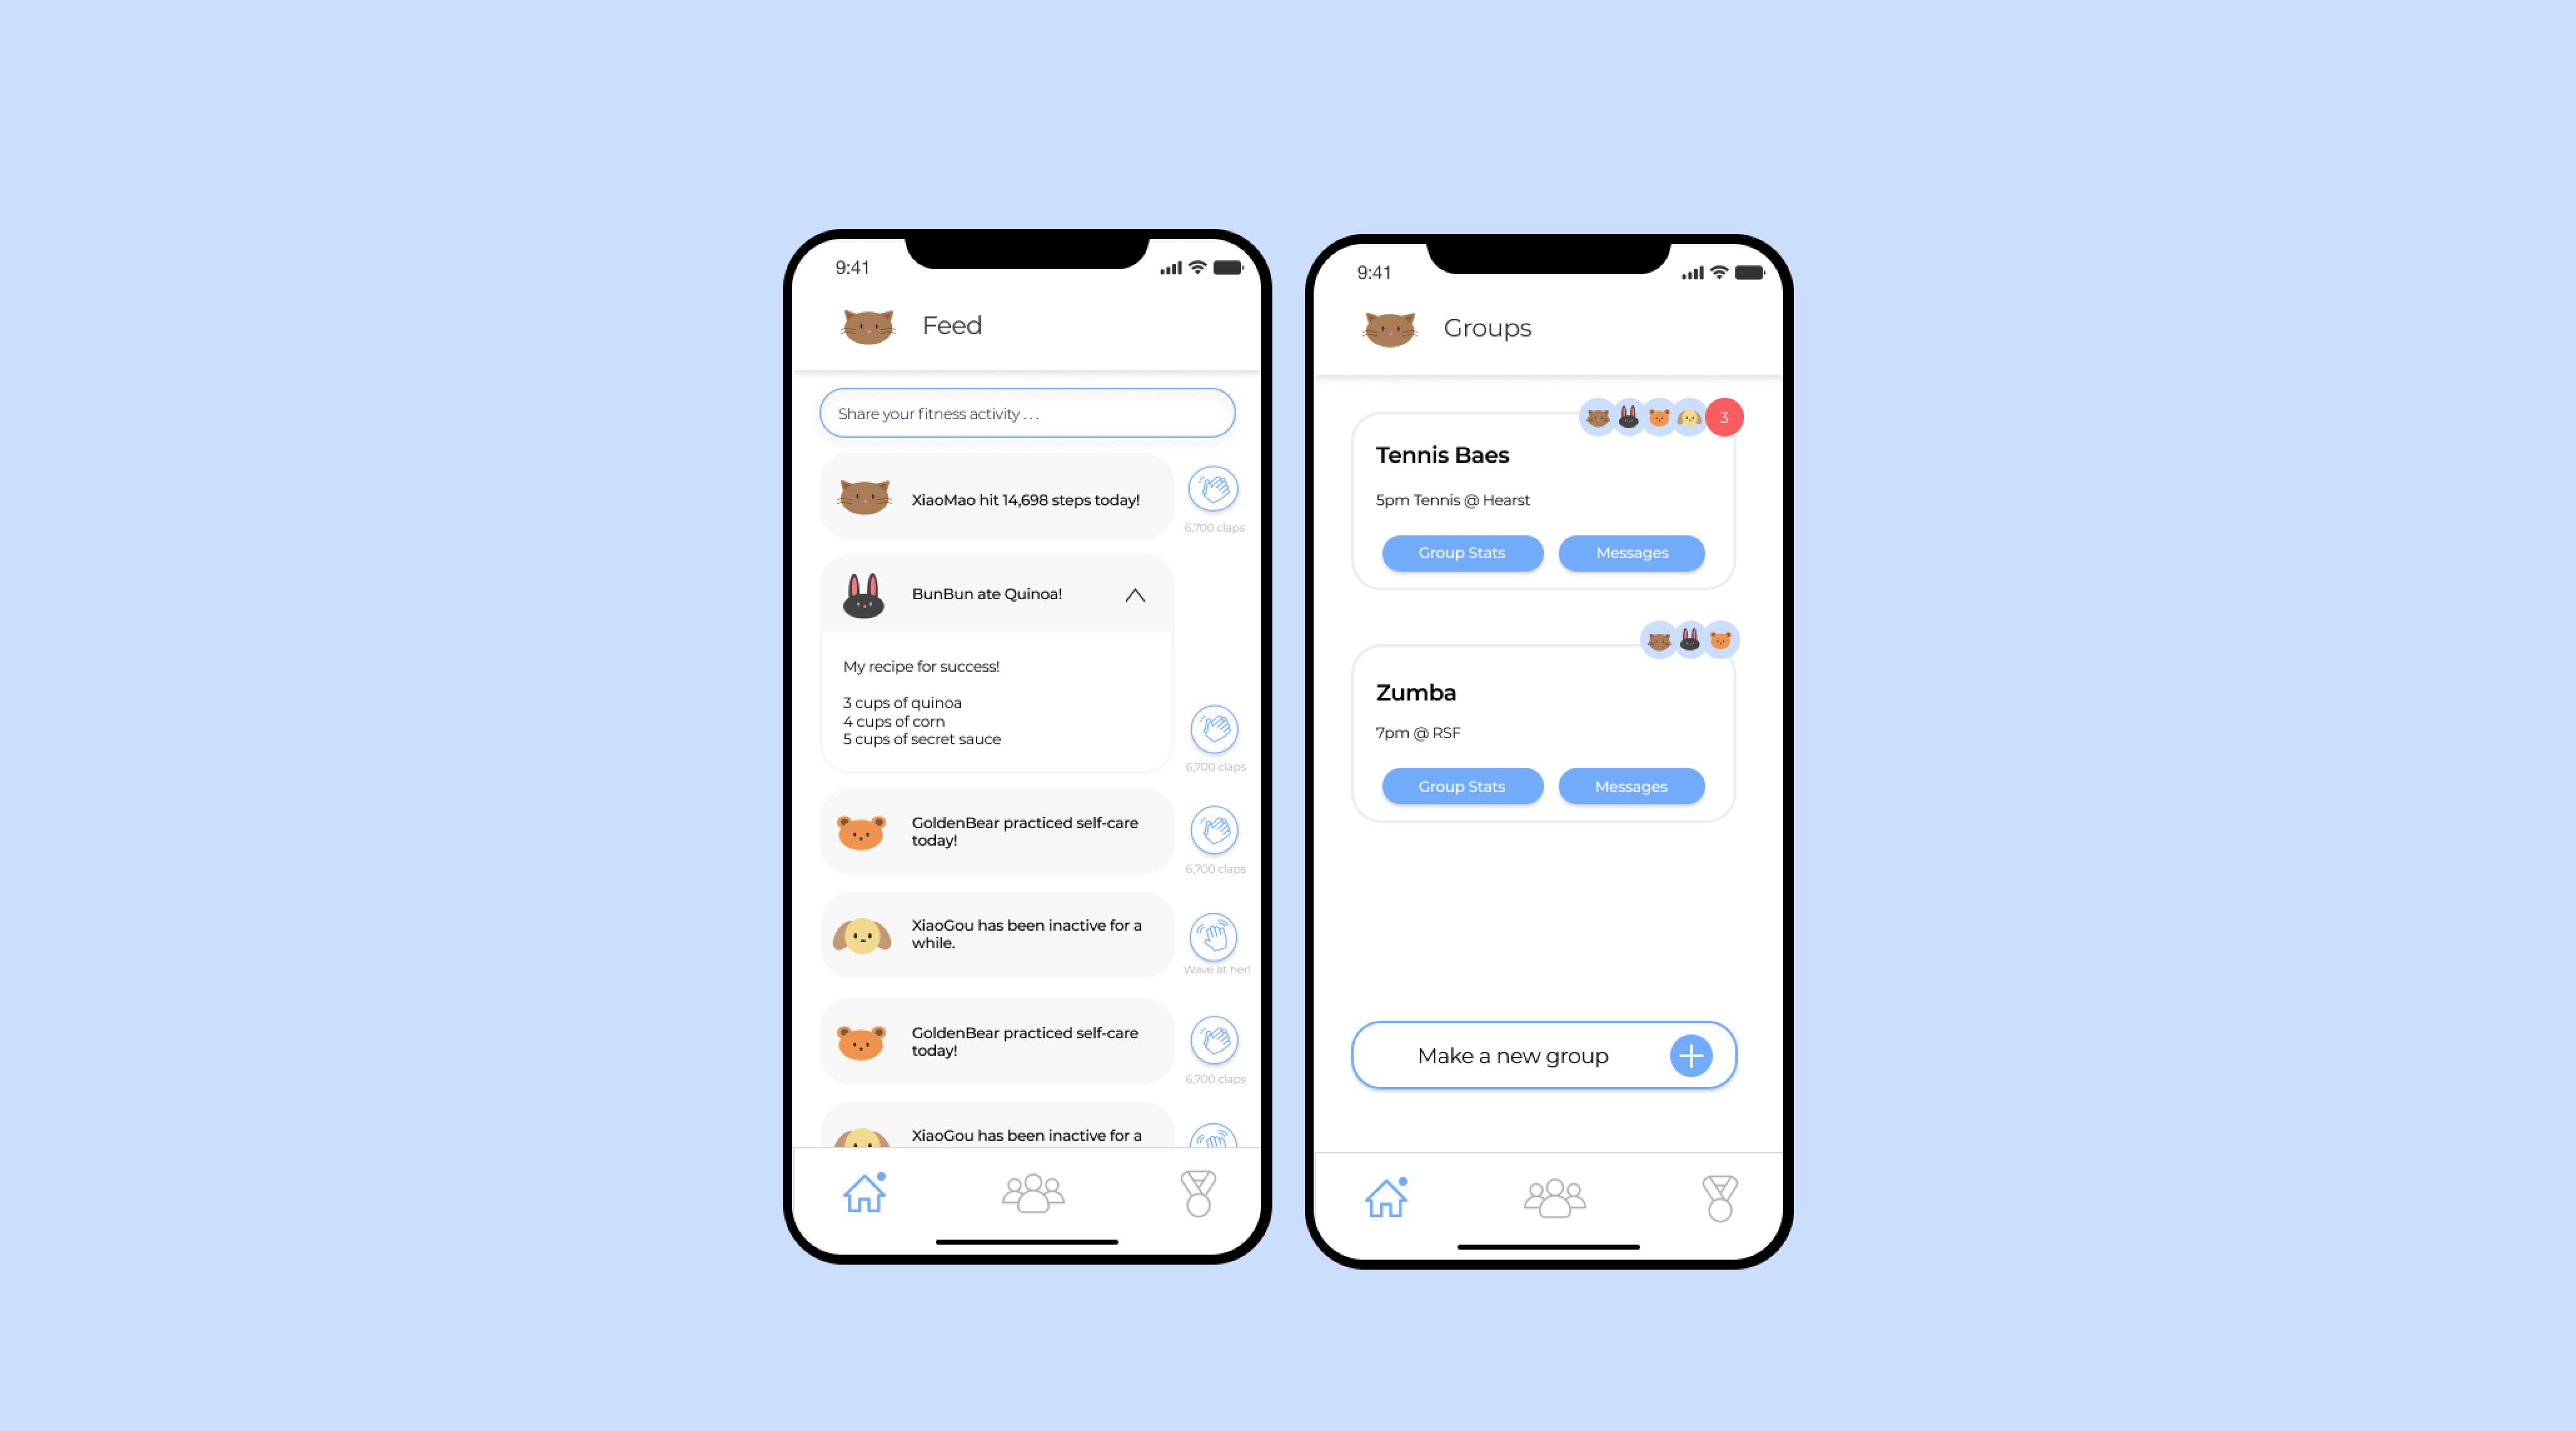 9:41
Feed
Share your fitness activity . . .
XiaoMao hit 14,698 steps today!
6,700 claps
BunBun ate Quinoa!
My recipe for success!
3 cups of quinoa
4 cups of corn
5 cups of secret sauce
6,700 claps
GoldenBear practiced self-care
today!
6,700 claps
XiaoGou has been inactive for a
while.
Wave at her!
GoldenBear practiced self-care
today!
6,700 claps
XiaoGou has been inactive for a
9:41
Groups
3
Tennis Baes
5pm Tennis @ Hearst
Group Stats
Messages
Zumba
7pm @ RSF
Group Stats
Messages
Make a new group